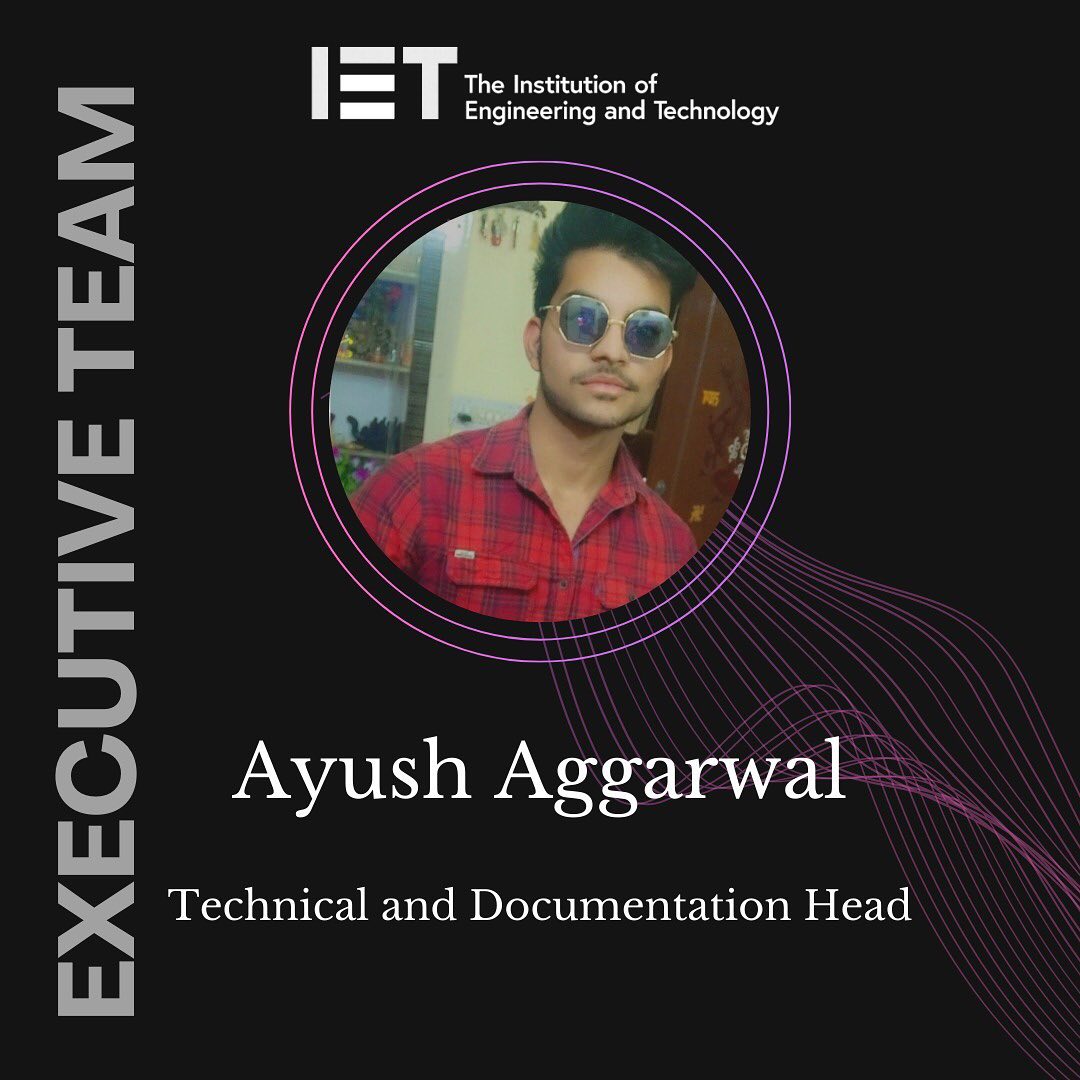 IET
The Institution of
Engineering and Technology
EXECUTIVE TEAM
Ayush Aggarwal
Technical and Documentation Head